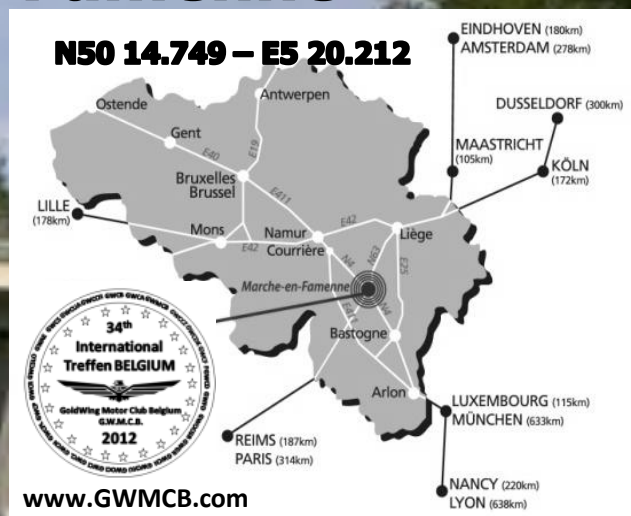 N50 14.749 – E5 20.212
EINDHOVEN (180km)
AMSTERDAM (278km)
Antwerpen
DUSSELDORF (300km)
Ostende
Gent
E19
E40
MAASTRICHT
(105km)
KÖLN
(172km)
Bruxelles
Brussel
E411
LILLE
(178km)
Mons
E42
Namur
Courrière
E42
Liège
N4
N63
E25
Marche-en-Famenne
E411
N4
Bastogne
Arlon
34th
International
Treffen BELGIUM
GoldWing Motor Club Belgium
G.W.M.C.B.
2012
LUXEMBOURG (115km)
MÜNCHEN (633km)
REIMS (187km)
PARIS (314km)
NANCY (220km)
LYON (638km)
www.GWMCB.com